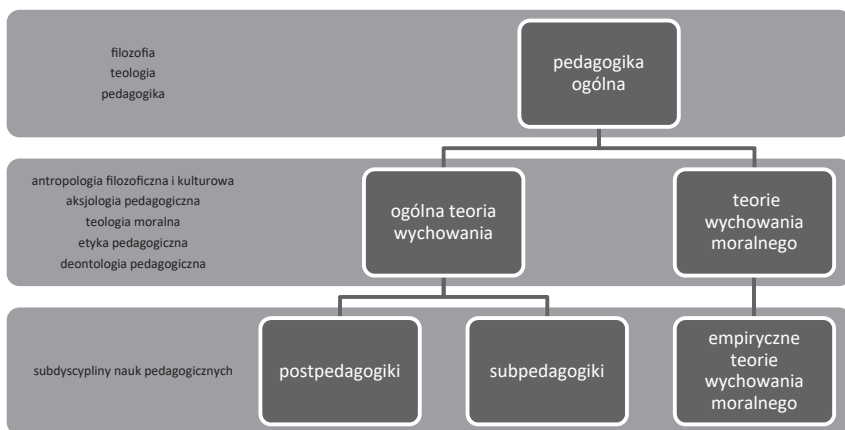 filozofia
teologia
pedagogika
pedagogika
ogólna
antropologia filozoficzna i kulturowa
aksjologia pedagogiczna
teologia moralna
etyka pedagogiczna
deontologia pedagogiczna
ogólna teoria
wychowania
teorie
wychowania
moralnego
subdyscypliny nauk pedagogicznych
postpedagogiki
subpedagogiki
empiryczne
teorie
wychowania
moralnego